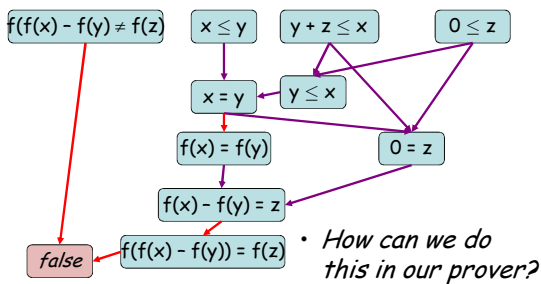 f(f(x) – f(y) ≠ f(z)
x ≤ y
y + z ≤ x
0 ≤ z
x = y
y ≤ x
f(x) = f(y)
0 = z
f(x) – f(y) = z
false
f(f(x) – f(y)) = f(z)
• How can we do
this in our prover?